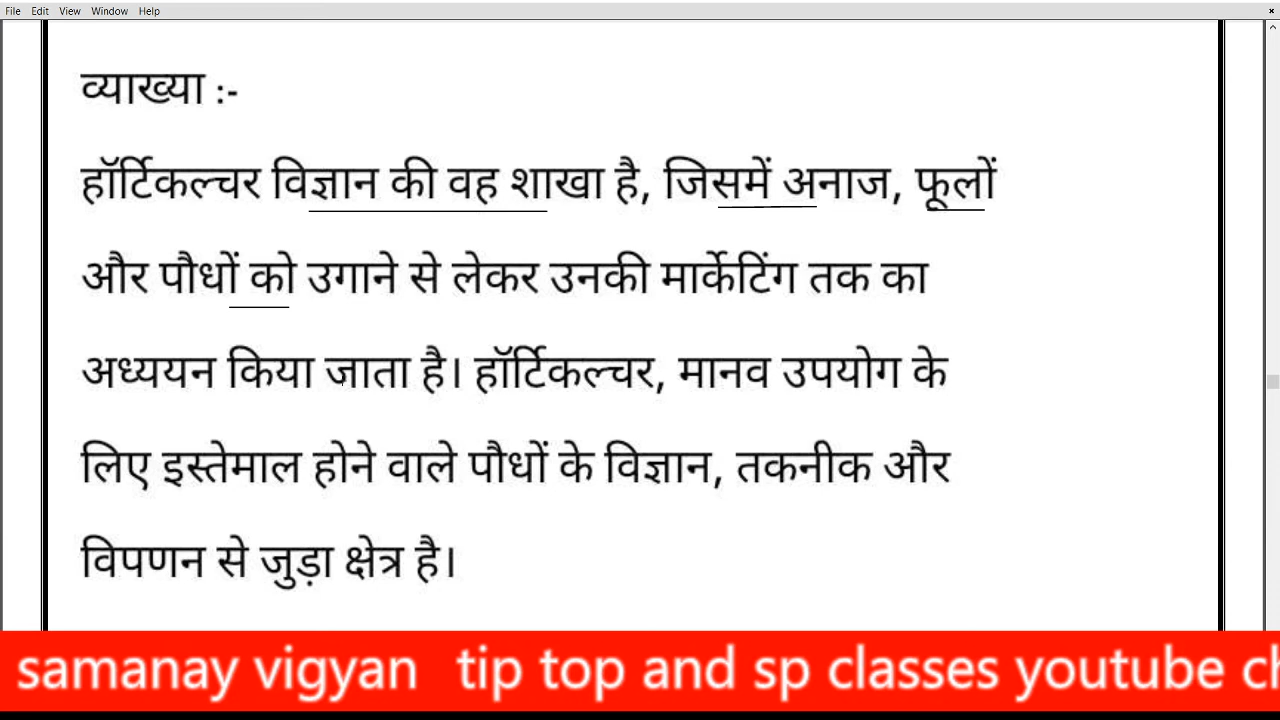 File Edit View Window Help ×
व्याख्या :-
हॉर्टिकल्चर विज्ञान की वह शाखा है, जिसमें अनाज, फूलों
और पौधों को उगाने से लेकर उनकी मार्केटिंग तक का
अध्ययन किया जाता है। हॉर्टिकल्चर, मानव उपयोग के
लिए इस्तेमाल होने वाले पौधों के विज्ञान, तकनीक और
विपणन से जुड़ा क्षेत्र है।
samanay vigyan tip top and sp classes youtube